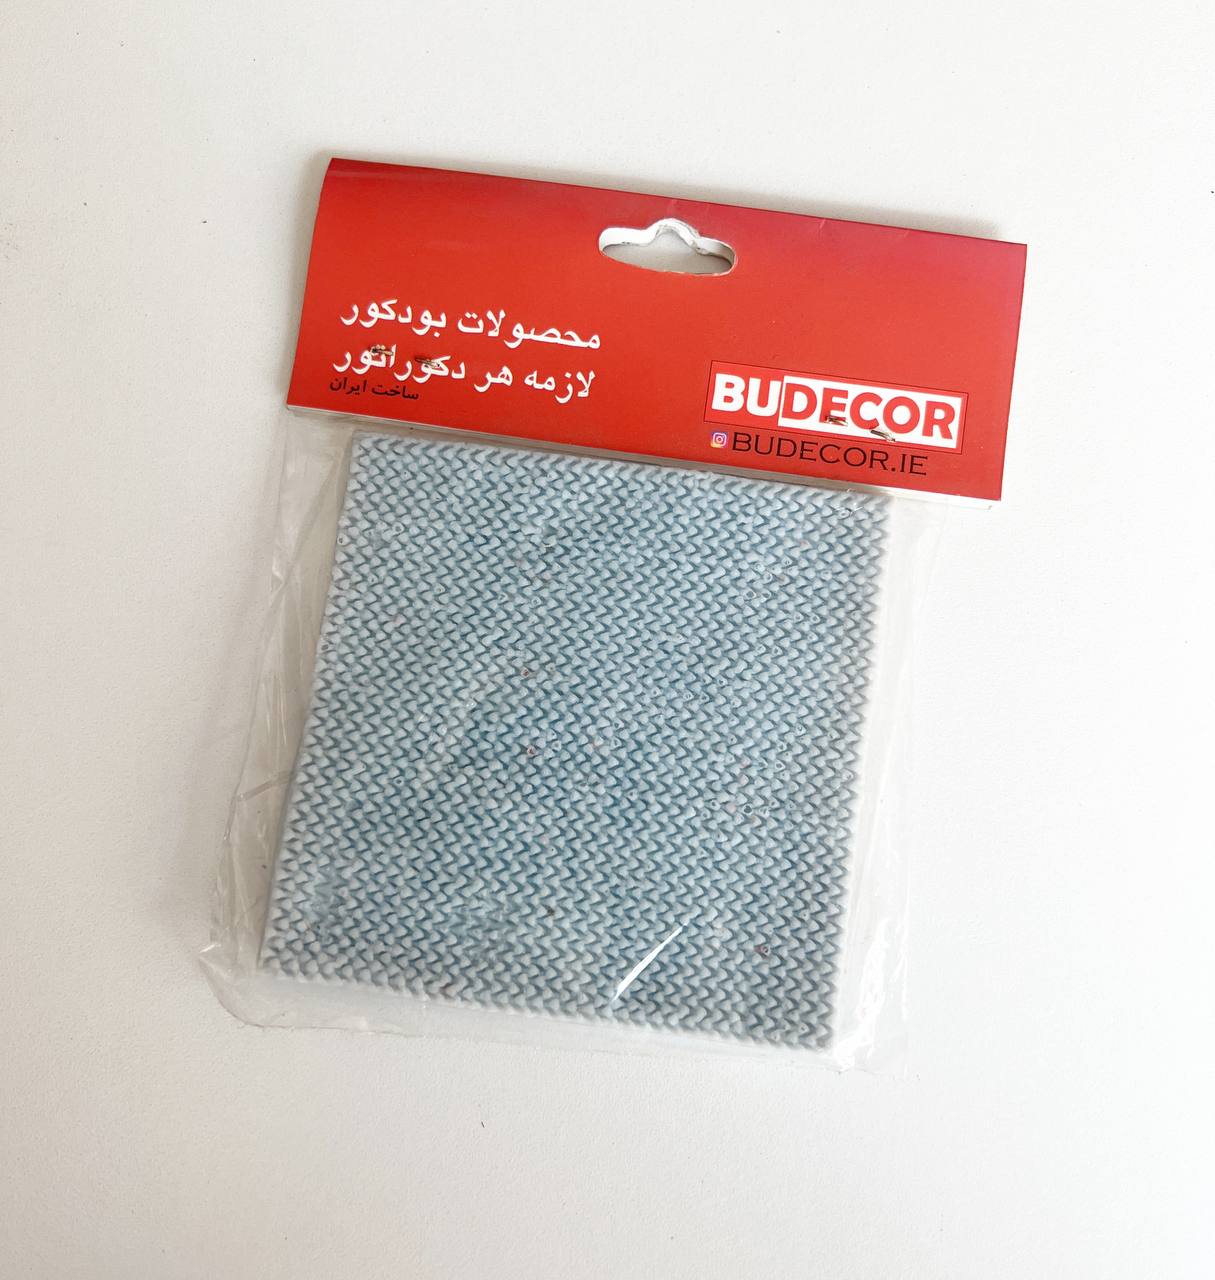 محصولات بودکور
لازمه هر دکوراتور
ساخت ایران
BUDECOR
BUDECOR.IE